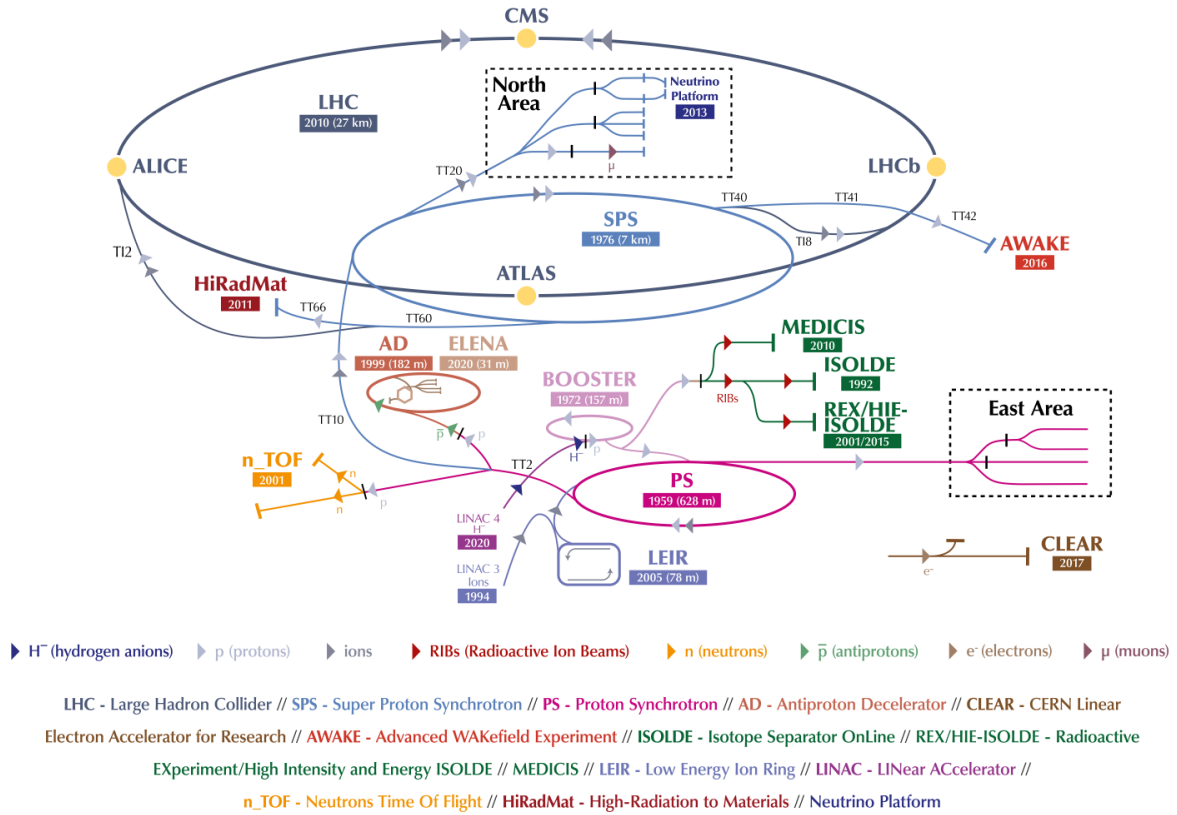 CMS
North
Area
Neutrino
Platform
2013
LHC
2010 (27 km)
μ
ALICE
LHCb
TT20
TT40
TT41
TT42
SPS
1976 (7 km)
TI8
AWAKE
2016
TI2
ATLAS
HiRadMat
2011
TT66
TT60
MEDICIS
2010
AD
1999 (182 m)
ELENA
2020 (31 m)
ISOLDE
1992
BOOSTER
1972 (157 m)
RIBs
REX/HIE-
ISOLDE
2001/2015
East Area
TT10
p̅
p
H⁻
p
n_TOF
2001
n
n
p
TT2
PS
1959 (628 m)
LINAC 4
H⁻
2020
LINAC 3
Ions
1994
LEIR
2005 (78 m)
e⁻
CLEAR
2017
H⁻ (hydrogen anions) p (protons) ions RIBs (Radioactive Ion Beams) n (neutrons) p̅ (antiprotons) e⁻ (electrons) μ (muons)
LHC - Large Hadron Collider // SPS - Super Proton Synchrotron // PS - Proton Synchrotron // AD - Antiproton Decelerator // CLEAR - CERN Linear
Electron Accelerator for Research // AWAKE - Advanced WAKefield Experiment // ISOLDE - Isotope Separator OnLine // REX/HIE-ISOLDE - Radioactive
EXperiment/High Intensity and Energy ISOLDE // MEDICIS // LEIR - Low Energy Ion Ring // LINAC - LINear ACcelerator //
n_TOF - Neutrons Time Of Flight // HiRadMat - High-Radiation to Materials // Neutrino Platform